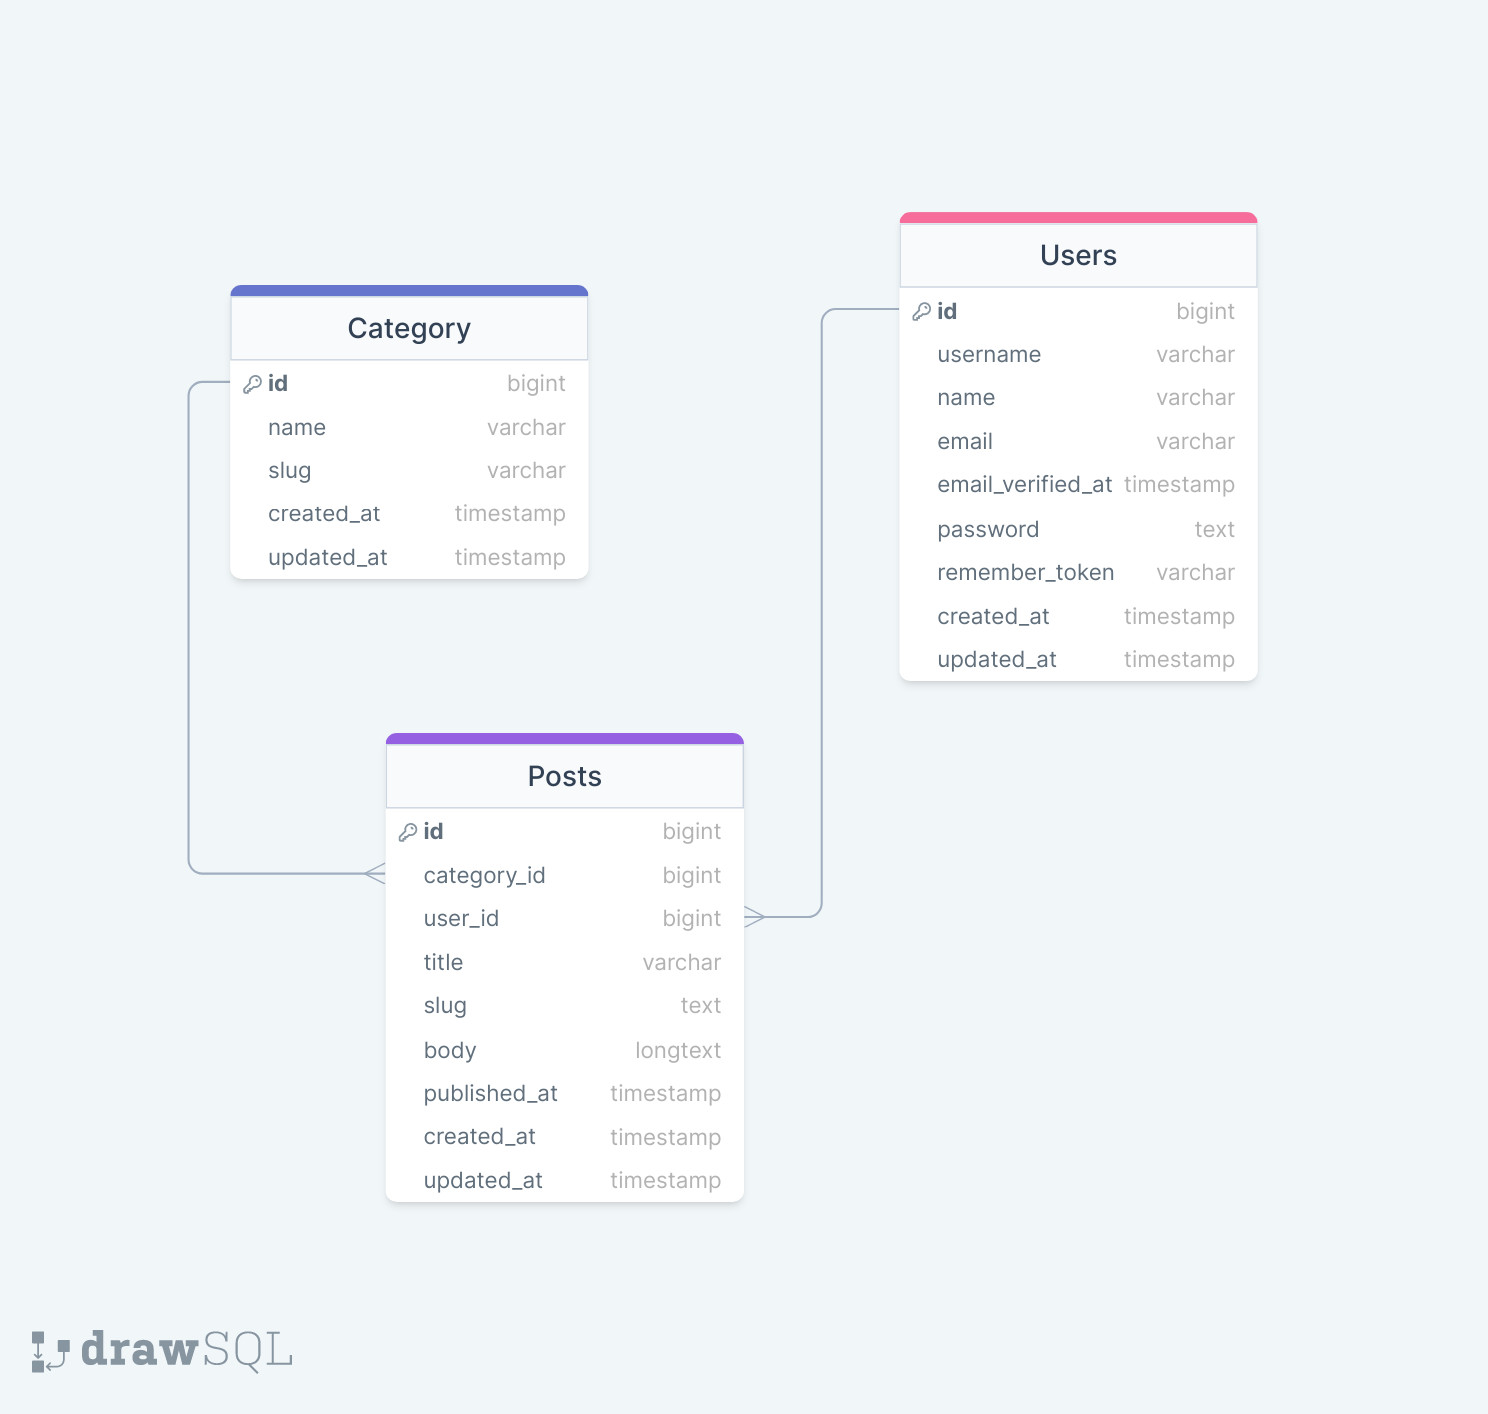 Category
id bigint
name varchar
slug varchar
created_at timestamp
updated_at timestamp
Users
id bigint
username varchar
name varchar
email varchar
email_verified_at timestamp
password text
remember_token varchar
created_at timestamp
updated_at timestamp
Posts
id bigint
category_id bigint
user_id bigint
title varchar
slug text
body longtext
published_at timestamp
created_at timestamp
updated_at timestamp
drawSQL